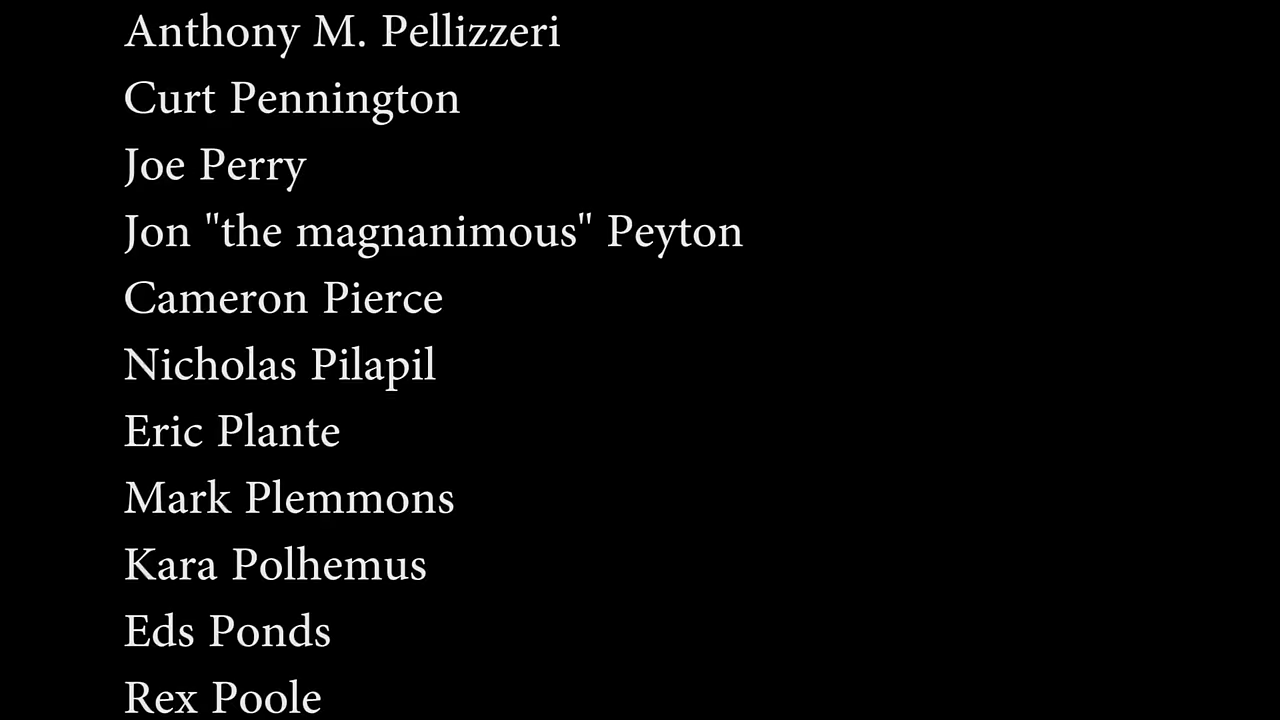 Anthony M. Pellizzeri
Curt Pennington
Joe Perry
Jon "the magnanimous" Peyton
Cameron Pierce
Nicholas Pilapil
Eric Plante
Mark Plemmons
Kara Polhemus
Eds Ponds
Rex Poole